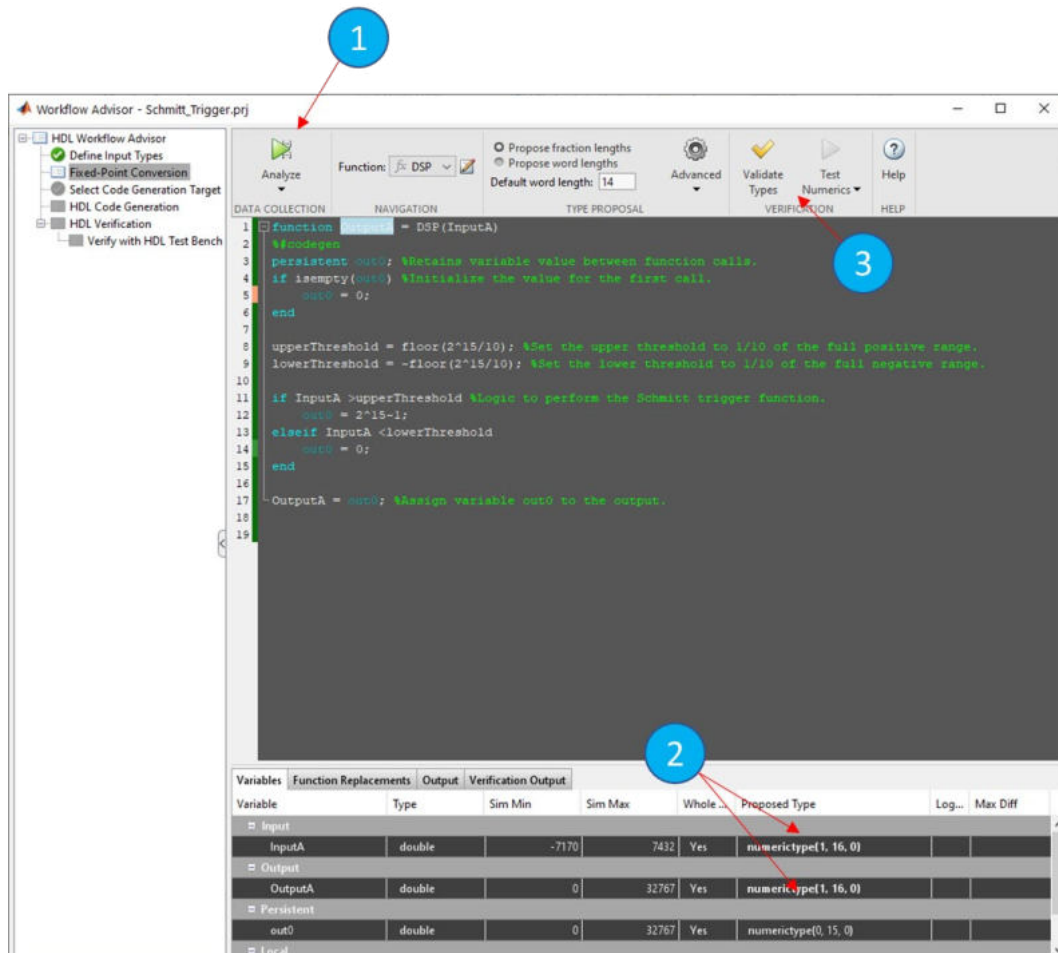 1
Workflow Advisor - Schmitt_Trigger.prj
HDL Workflow Advisor
Define Input Types
Fixed-Point Conversion
Select Code Generation Target
HDL Code Generation
HDL Verification
Verify with HDL Test Bench
Analyze
Function: fx DSP
Propose fraction lengths
Propose word lengths
Default word length: 14
Advanced
Validate Types
Test Numerics
Help
DATA COLLECTION NAVIGATION TYPE PROPOSAL VERIFICATION HELP
3
1 function OutputA = DSP(InputA)
2 %#codegen
3 persistent out0; %Retains variable value between function calls.
4 if isempty(out0) %Initialize the value for the first call.
5 out0 = 0;
6 end
7
8 upperThreshold = floor(2^15/10); %Set the upper threshold to 1/10 of the full positive range.
9 lowerThreshold = -floor(2^15/10); %Set the lower threshold to 1/10 of the full negative range.
10
11 if InputA >upperThreshold %Logic to perform the Schmitt trigger function.
12 out0 = 2^15-1;
13 elseif InputA <lowerThreshold
14 out0 = 0;
15 end
16
17 OutputA = out0; %Assign variable out0 to the output.
18
19
2
Variables Function Replacements Output Verification Output
Variable Type Sim Min Sim Max Whole ... Proposed Type Log... Max Diff
Input
InputA double -7170 7432 Yes numerictype(1, 16, 0)
Output
OutputA double 0 32767 Yes numerictype(1, 16, 0)
Persistent
out0 double 0 32767 Yes numerictype(0, 15, 0)
Local